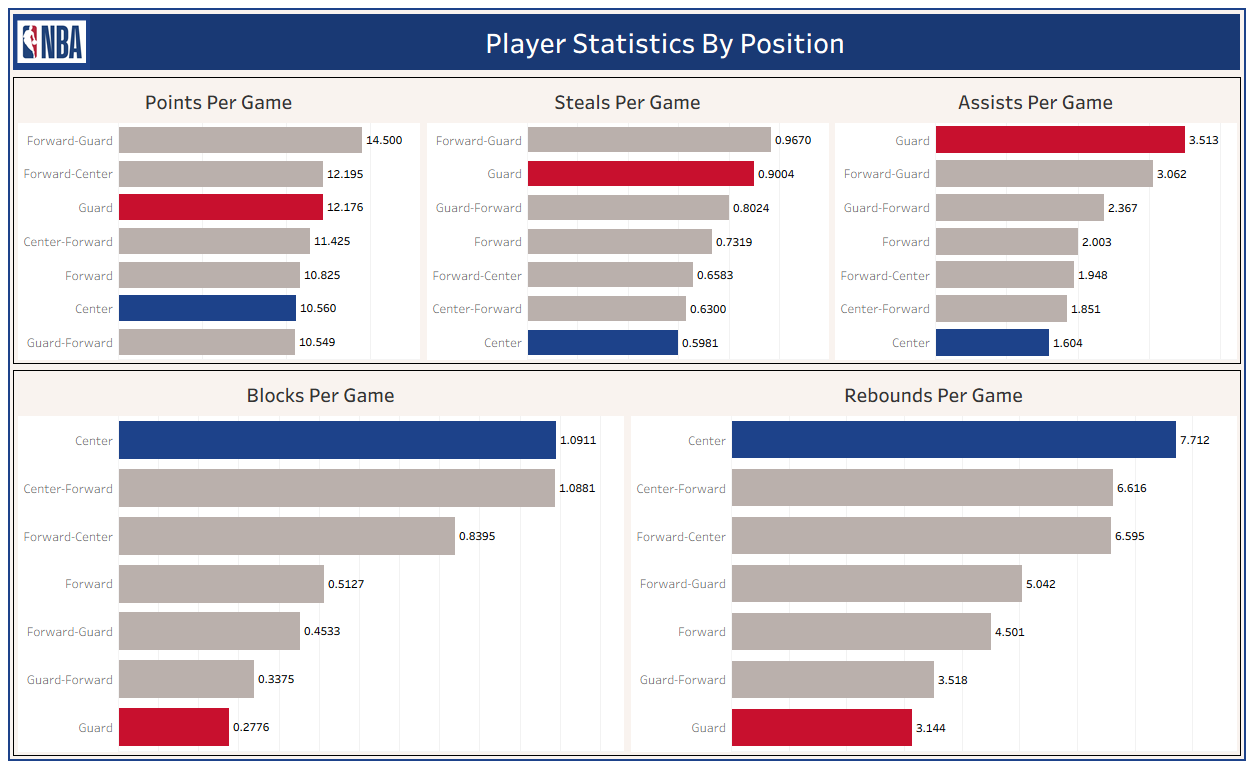 NBA
Player Statistics By Position
Points Per Game
Forward-Guard 14.500
Forward-Center 12.195
Guard 12.176
Center-Forward 11.425
Forward 10.825
Center 10.560
Guard-Forward 10.549
Steals Per Game
Forward-Guard 0.9670
Guard 0.9004
Guard-Forward 0.8024
Forward 0.7319
Forward-Center 0.6583
Center-Forward 0.6300
Center 0.5981
Assists Per Game
Guard 3.513
Forward-Guard 3.062
Guard-Forward 2.367
Forward 2.003
Forward-Center 1.948
Center-Forward 1.851
Center 1.604
Blocks Per Game
Center 1.0911
Center-Forward 1.0881
Forward-Center 0.8395
Forward 0.5127
Forward-Guard 0.4533
Guard-Forward 0.3375
Guard 0.2776
Rebounds Per Game
Center 7.712
Center-Forward 6.616
Forward-Center 6.595
Forward-Guard 5.042
Forward 4.501
Guard-Forward 3.518
Guard 3.144